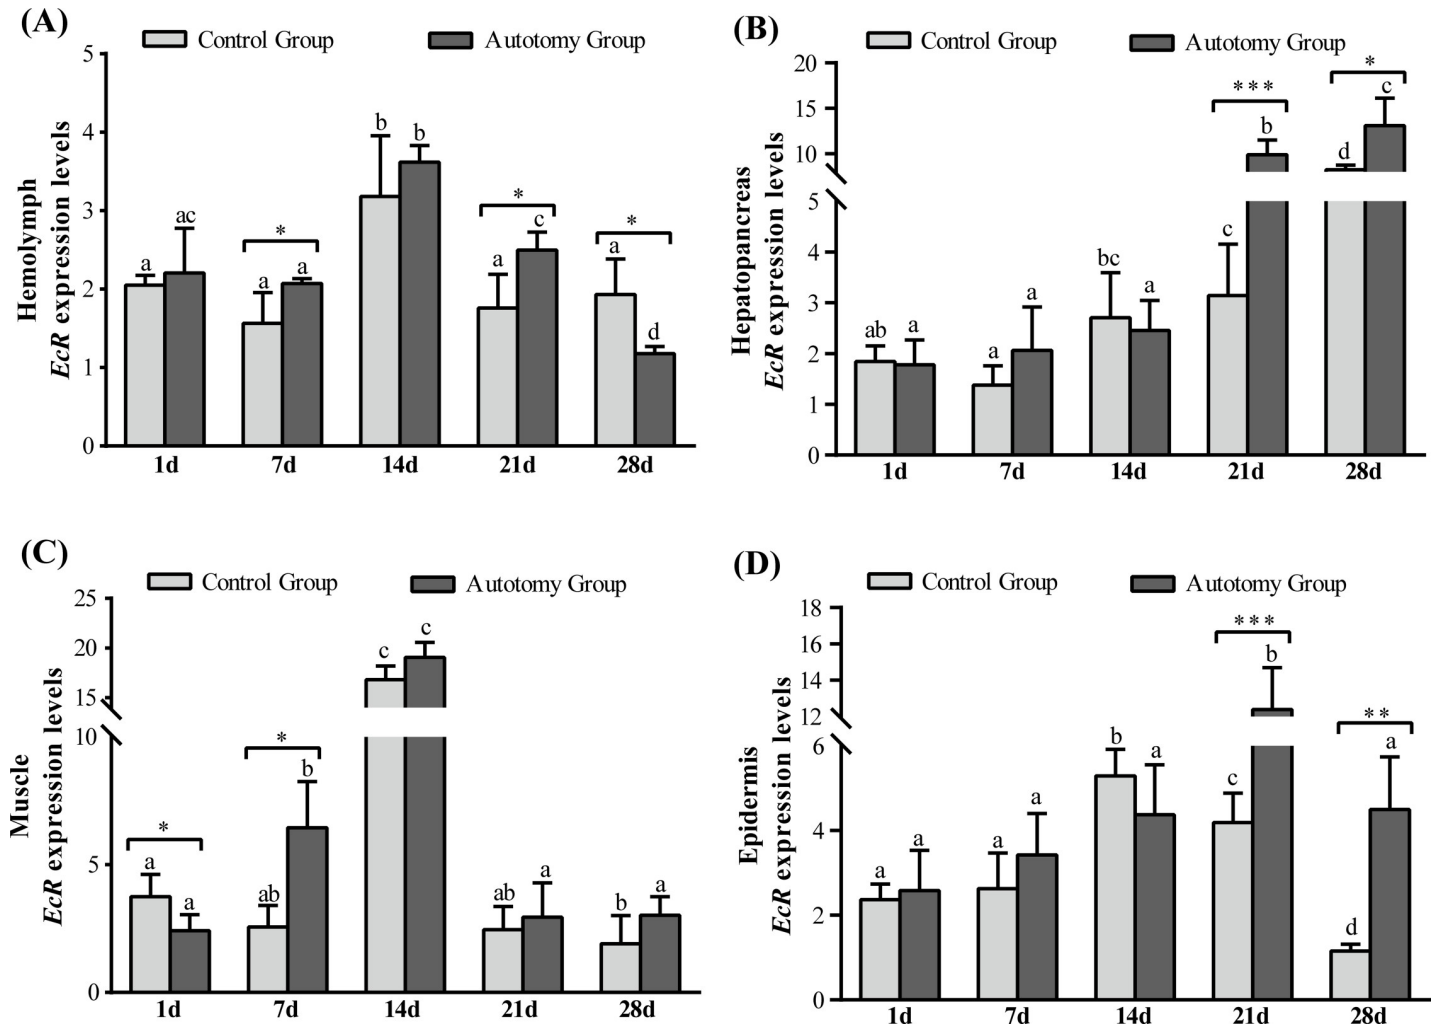 (A)
Control Group Autotomy Group
Hemolymph
EcR expression levels
5
4
3
2
1
0
a ac
* a a
b b
* a c
* a d
1d 7d 14d 21d 28d
(B)
Control Group Autotomy Group
Hepatopancreas
EcR expression levels
20
15
10
5
4
3
2
1
0
ab a
a a
bc a
*** c b
* d c
1d 7d 14d 21d 28d
(C)
Control Group Autotomy Group
Muscle
EcR expression levels
25
20
15
10
5
0
* a a
* ab b
c c
ab a
b a
1d 7d 14d 21d 28d
(D)
Control Group Autotomy Group
Epidermis
EcR expression levels
18
16
14
12
6
4
2
0
a a
a a
b a
*** c b
** d a
1d 7d 14d 21d 28d